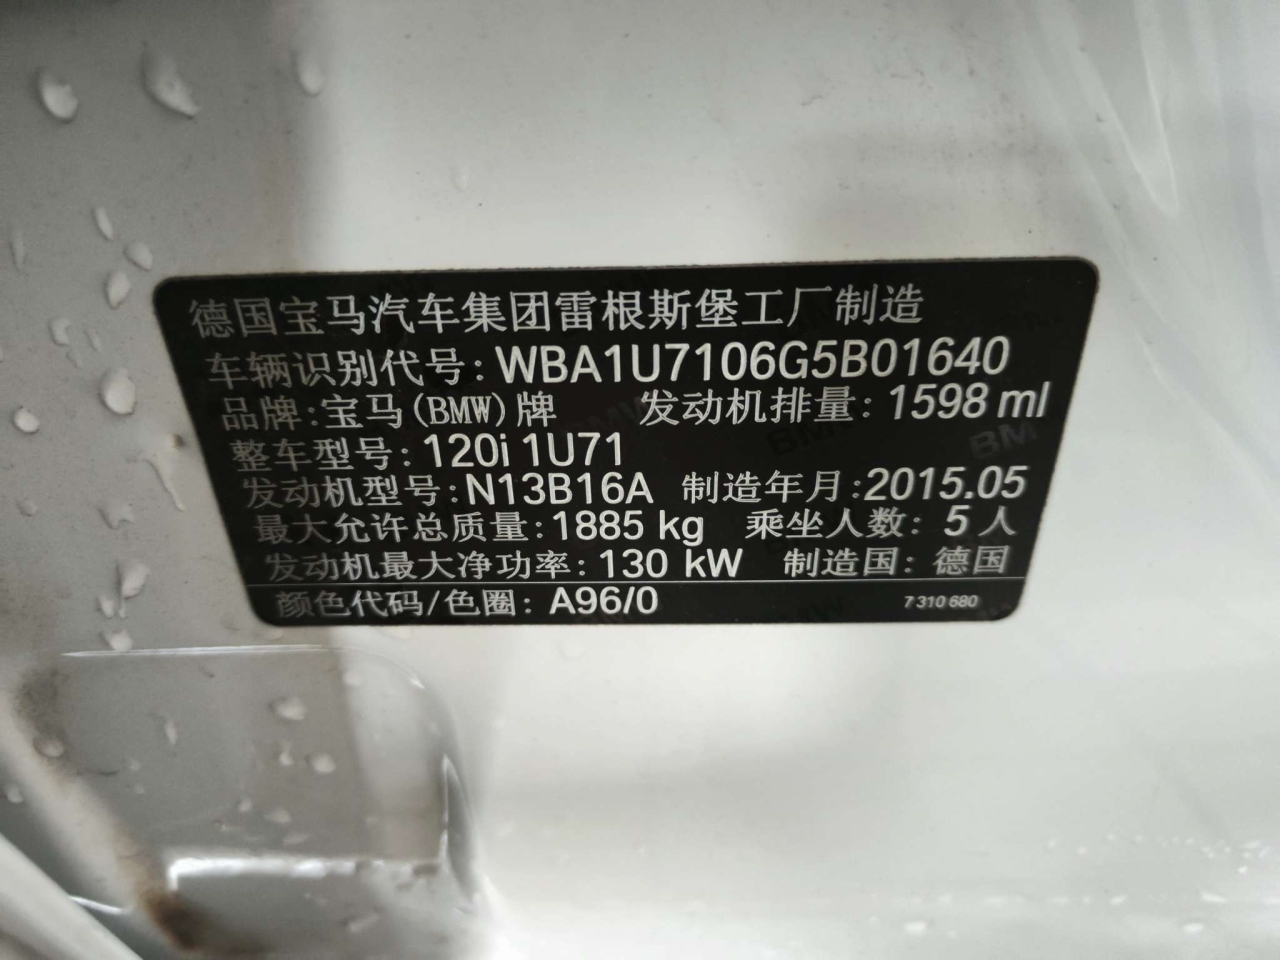 德国宝马汽车集团雷根斯堡工厂制造
车辆识别代号: WBA1U7106G5B01640
品牌:宝马(BMW)牌 发动机排量: 1598 ml
整车型号: 120i 1U71
发动机型号: N13B16A 制造年月:2015.05
最大允许总质量: 1885 kg 乘坐人数: 5 人
发动机最大净功率: 130 kW 制造国: 德国
颜色代码/色圈: A96/0 7 310 680